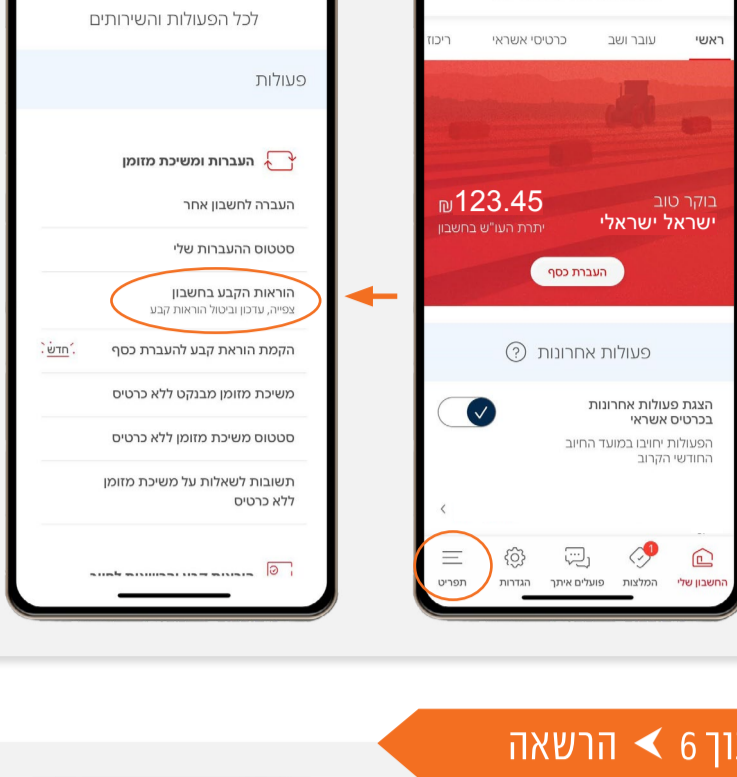 ראשי
עובר ושב
כרטיסי אשראי
ריכוז
בוקר טוב
ישראל ישראלי
₪123.45
יתרת העו"ש בחשבון
העברת כסף
פעולות אחרונות ?
הצגת פעולות אחרונות
בכרטיס אשראי
הפעולות יחויבו במועד החיוב
החודשי הקרוב
1
החשבון שלי
המלצות
פועלים איתך
הגדרות
תפריט
לכל הפעולות והשירותים
פעולות
העברות ומשיכת מזומן
העברה לחשבון אחר
סטטוס ההעברות שלי
הוראות הקבע בחשבון
צפייה, עדכון וביטול הוראות קבע
הקמת הוראת קבע להעברת כסף
חדש
משיכת מזומן מבנקט ללא כרטיס
סטטוס משיכת מזומן ללא כרטיס
תשובות לשאלות על משיכת מזומן
ללא כרטיס
6 > הרשאה